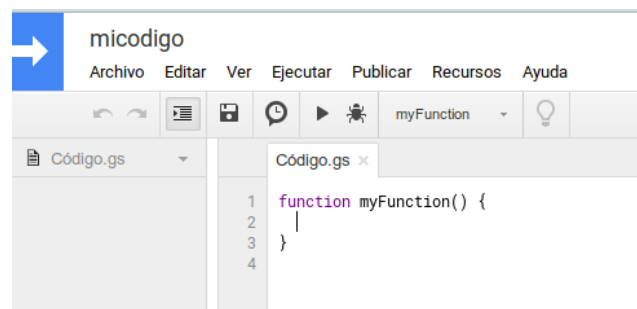 micodigo
Archivo Editar Ver Ejecutar Publicar Recursos Ayuda
myFunction
Código.gs
Código.gs ×
1 function myFunction() {
2
3 }
4